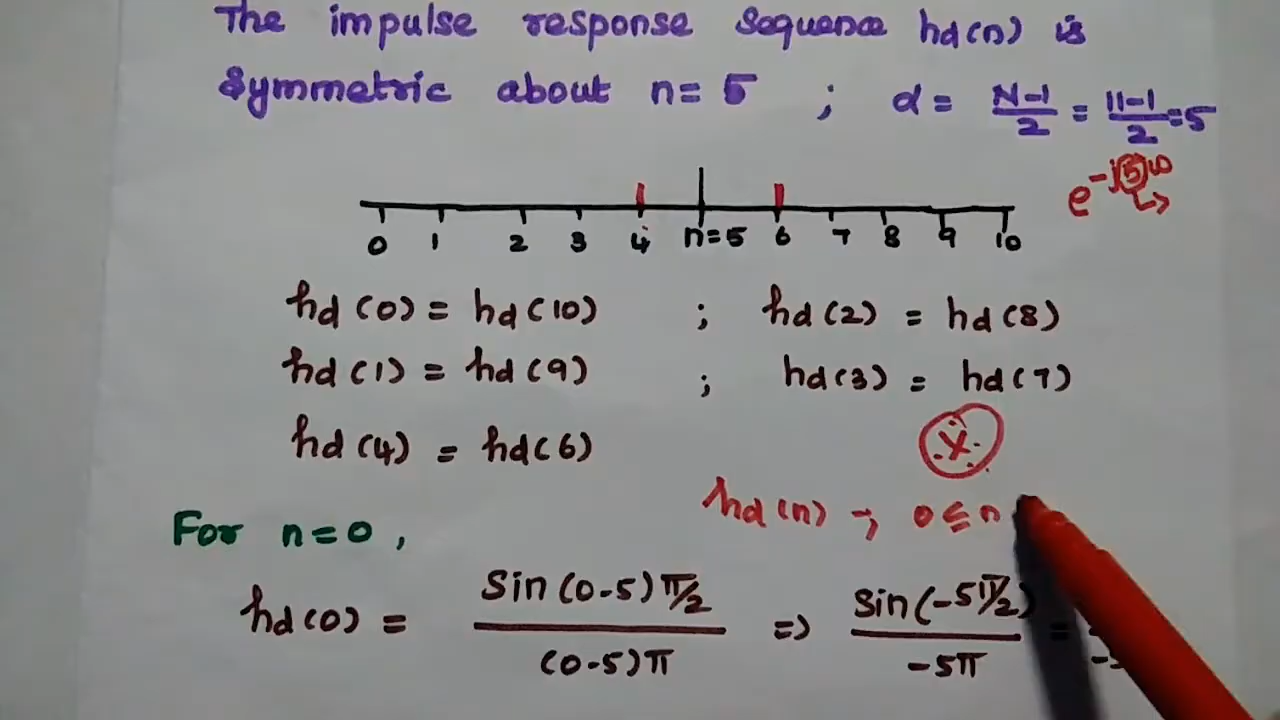 The impulse response sequence hd(n) is
Symmetric about n= 5 ; α = N-1/2 = 11-1/2 = 5
e^-j5ω
0 1 2 3 4 n=5 6 7 8 9 10
hd(0) = hd(10) ; hd(2) = hd(8)
hd(1) = hd(9) ; hd(3) = hd(7)
hd(4) = hd(6)
hd(n) → 0 ≤ n
For n=0,
hd(0) = Sin(0-5)π/2 / (0-5)π => Sin(-5π/2) / -5π =